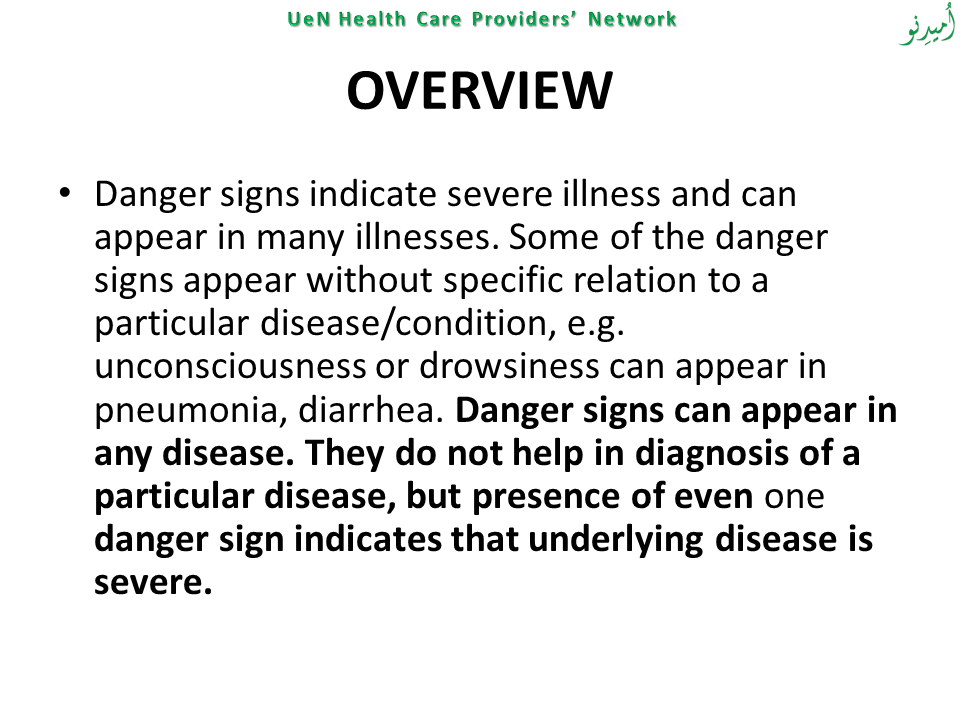 UeN Health Care Providers’ Network
اُميدِنو
OVERVIEW
• Danger signs indicate severe illness and can
appear in many illnesses. Some of the danger
signs appear without specific relation to a
particular disease/condition, e.g.
unconsciousness or drowsiness can appear in
pneumonia, diarrhea. Danger signs can appear in
any disease. They do not help in diagnosis of a
particular disease, but presence of even one
danger sign indicates that underlying disease is
severe.